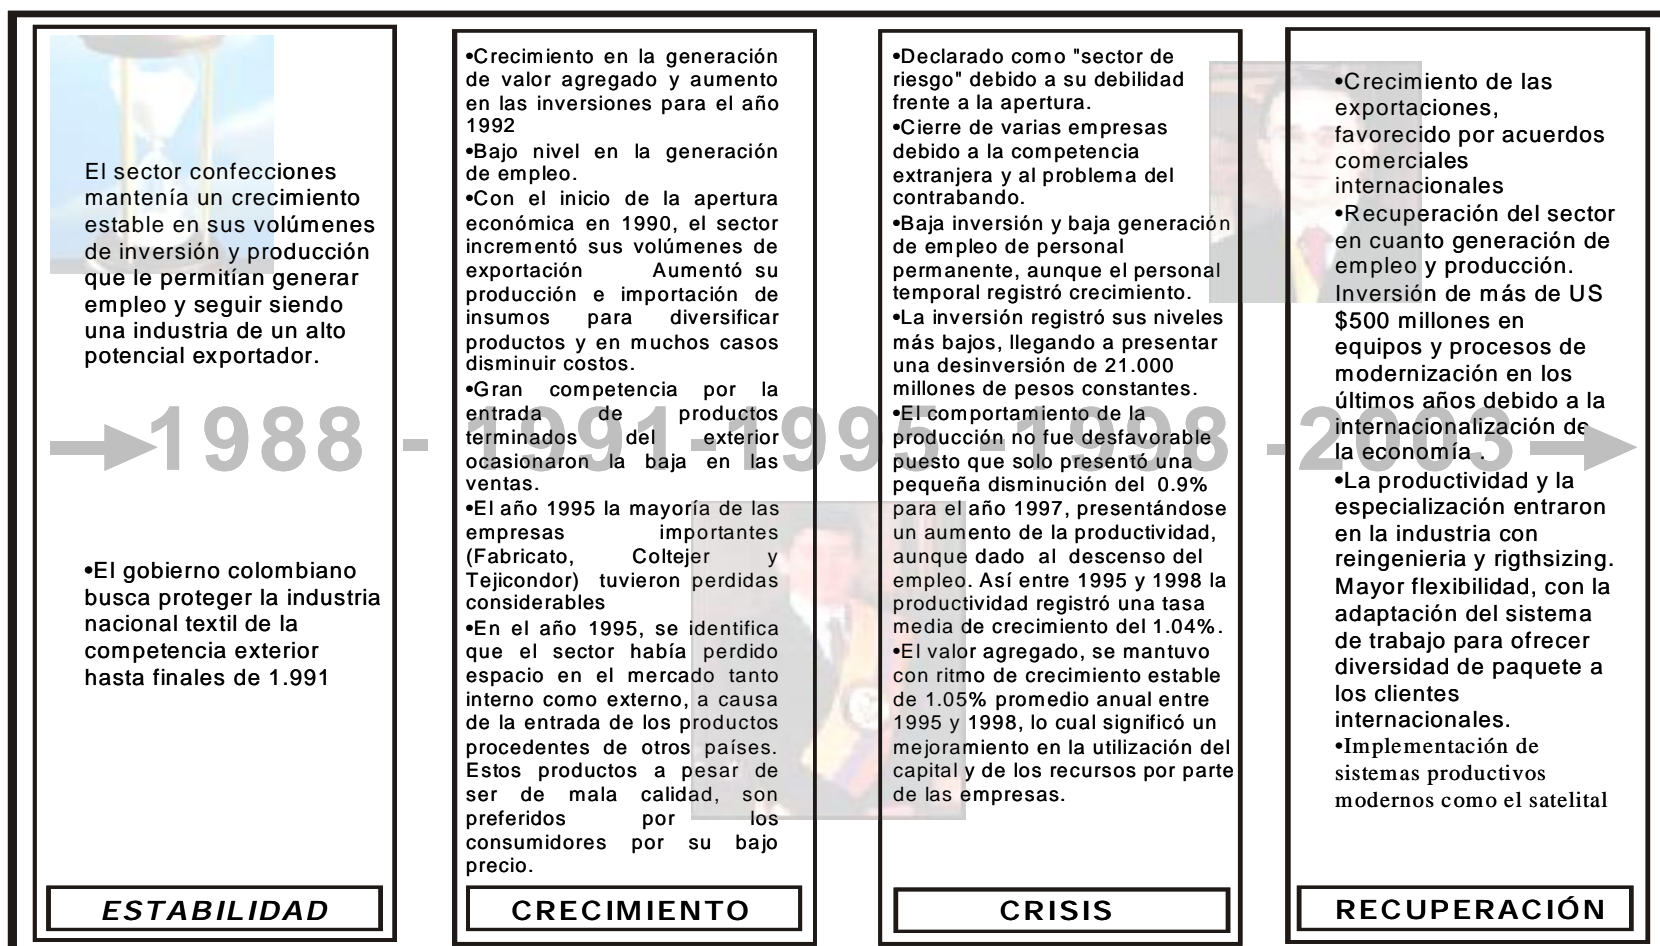 El sector confecciones
mantenía un crecimiento
estable en sus volúmenes
de inversión y producción
que le permitían generar
empleo y seguir siendo
una industria de un alto
potencial exportador.
•El gobierno colombiano
busca proteger la industria
nacional textil de la
competencia exterior
hasta finales de 1.991
ESTABILIDAD
•Crecimiento en la generación
de valor agregado y aumento
en las inversiones para el año
1992
•Bajo nivel en la generación
de empleo.
•Con el inicio de la apertura
económica en 1990, el sector
incrementó sus volúmenes de
exportación Aumentó su
producción e importación de
insumos para diversificar
productos y en muchos casos
disminuir costos.
•Gran competencia por la
entrada de productos
terminados del exterior
ocasionaron la baja en las
ventas.
•El año 1995 la mayoría de las
empresas importantes
(Fabricato, Coltejer y
Tejicondor) tuvieron perdidas
considerables
•En el año 1995, se identifica
que el sector había perdido
espacio en el mercado tanto
interno como externo, a causa
de la entrada de los productos
procedentes de otros países.
Estos productos a pesar de
ser de mala calidad, son
preferidos por los
consumidores por su bajo
precio.
CRECIMIENTO
•Declarado como "sector de
riesgo" debido a su debilidad
frente a la apertura.
•Cierre de varias empresas
debido a la competencia
extranjera y al problema del
contrabando.
•Baja inversión y baja generación
de empleo de personal
permanente, aunque el personal
temporal registró crecimiento.
•La inversión registró sus niveles
más bajos, llegando a presentar
una desinversión de 21.000
millones de pesos constantes.
•El comportamiento de la
producción no fue desfavorable
puesto que solo presentó una
pequeña disminución del 0.9%
para el año 1997, presentándose
un aumento de la productividad,
aunque dado al descenso del
empleo. Así entre 1995 y 1998 la
productividad registró una tasa
media de crecimiento del 1.04%.
•El valor agregado, se mantuvo
con ritmo de crecimiento estable
de 1.05% promedio anual entre
1995 y 1998, lo cual significó un
mejoramiento en la utilización del
capital y de los recursos por parte
de las empresas.
CRISIS
•Crecimiento de las
exportaciones,
favorecido por acuerdos
comerciales
internacionales
•Recuperación del sector
en cuanto generación de
empleo y producción.
Inversión de más de US
$500 millones en
equipos y procesos de
modernización en los
últimos años debido a la
internacionalización de
la economía .
•La productividad y la
especialización entraron
en la industria con
reingenieria y rigthsizing.
Mayor flexibilidad, con la
adaptación del sistema
de trabajo para ofrecer
diversidad de paquete a
los clientes
internacionales.
•Implementación de
sistemas productivos
modernos como el satelital
RECUPERACIÓN
1988 - 1991-1995 -1998 -2003